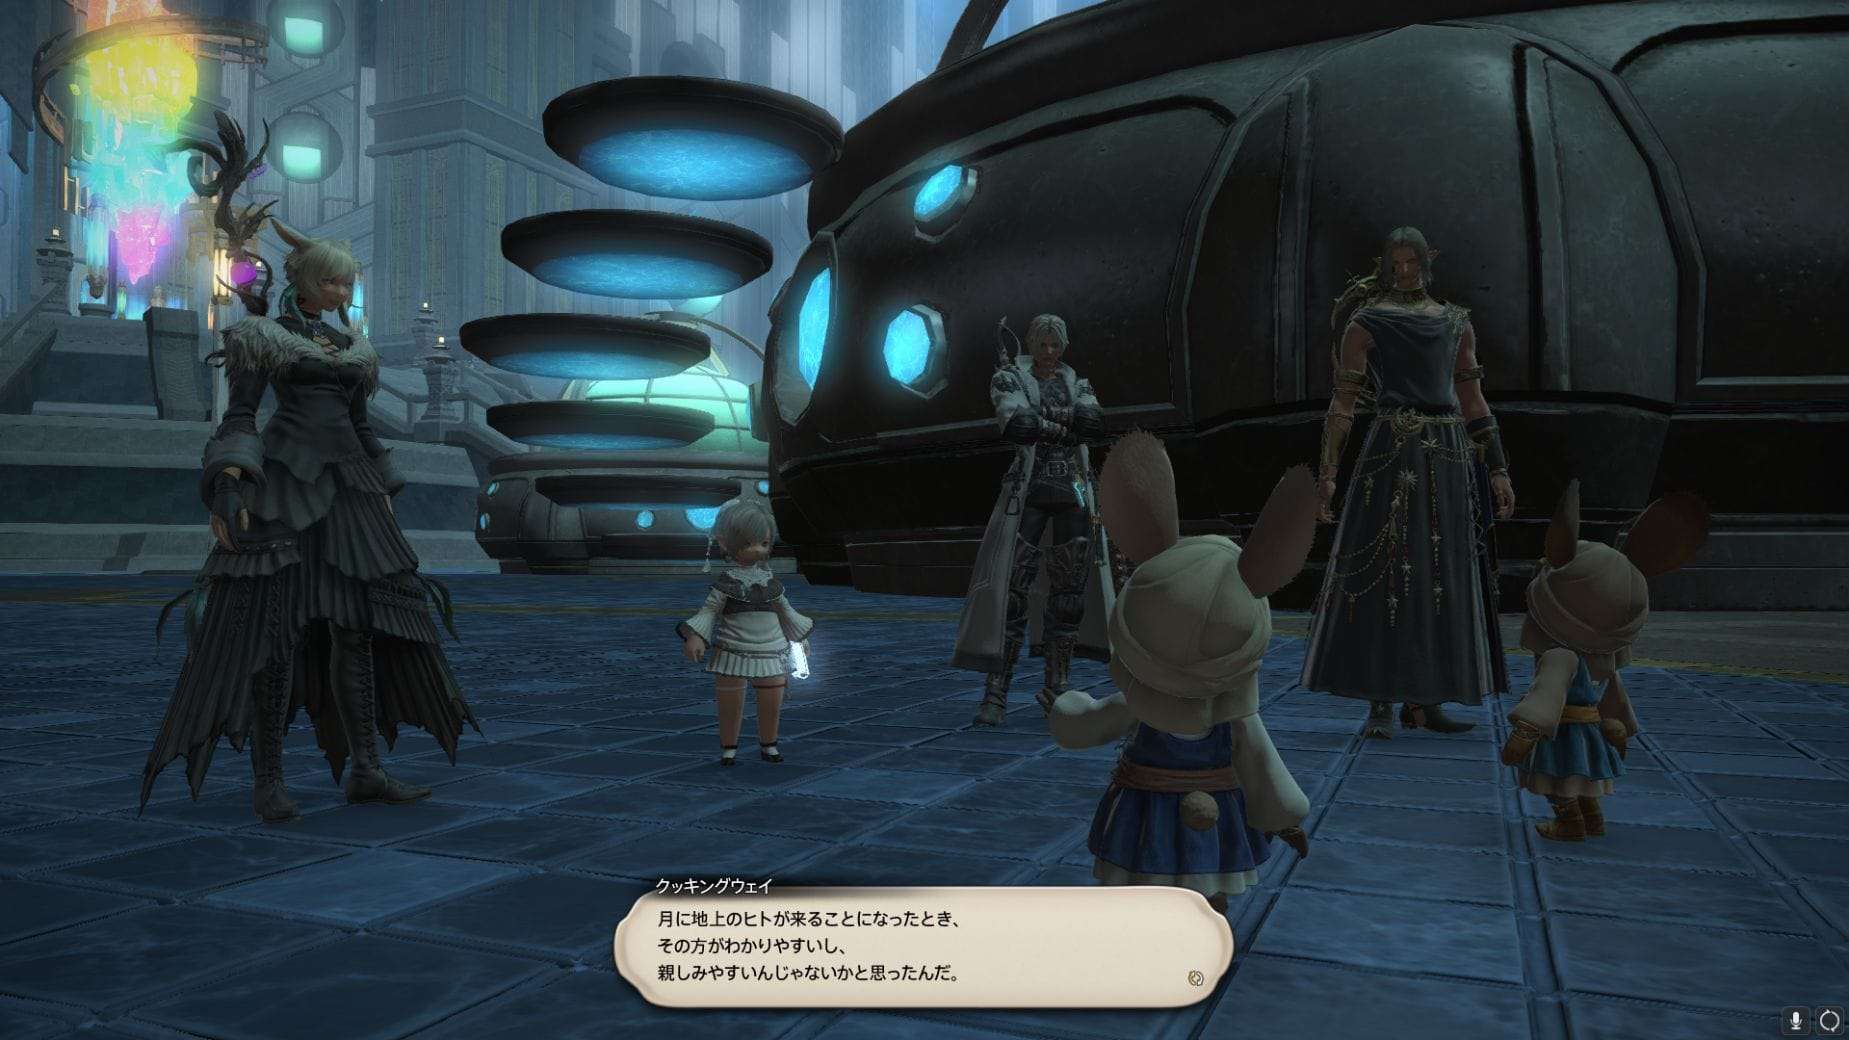 クッキングウェイ
月に地上のヒトが来ることになったとき、
その方がわかりやすいし、
親しみやすいんじゃないかと思ったんだ。